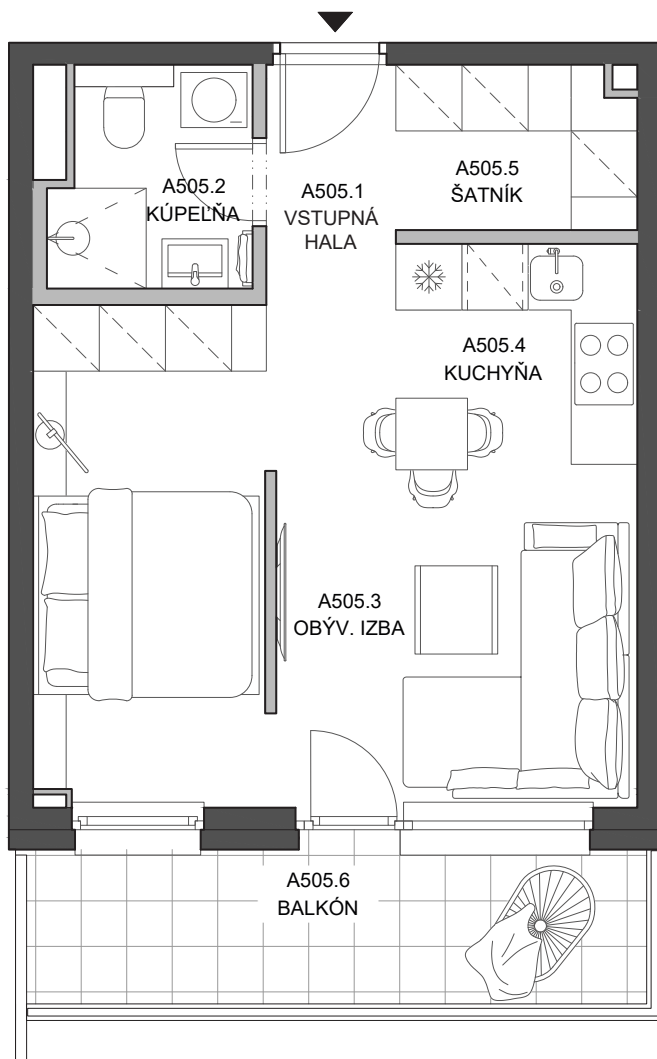 A505.2
KÚPEĽŇA
A505.1
VSTUPNÁ
HALA
A505.5
ŠATNÍK
A505.4
KUCHYŇA
A505.3
OBÝV. IZBA
A505.6
BALKÓN